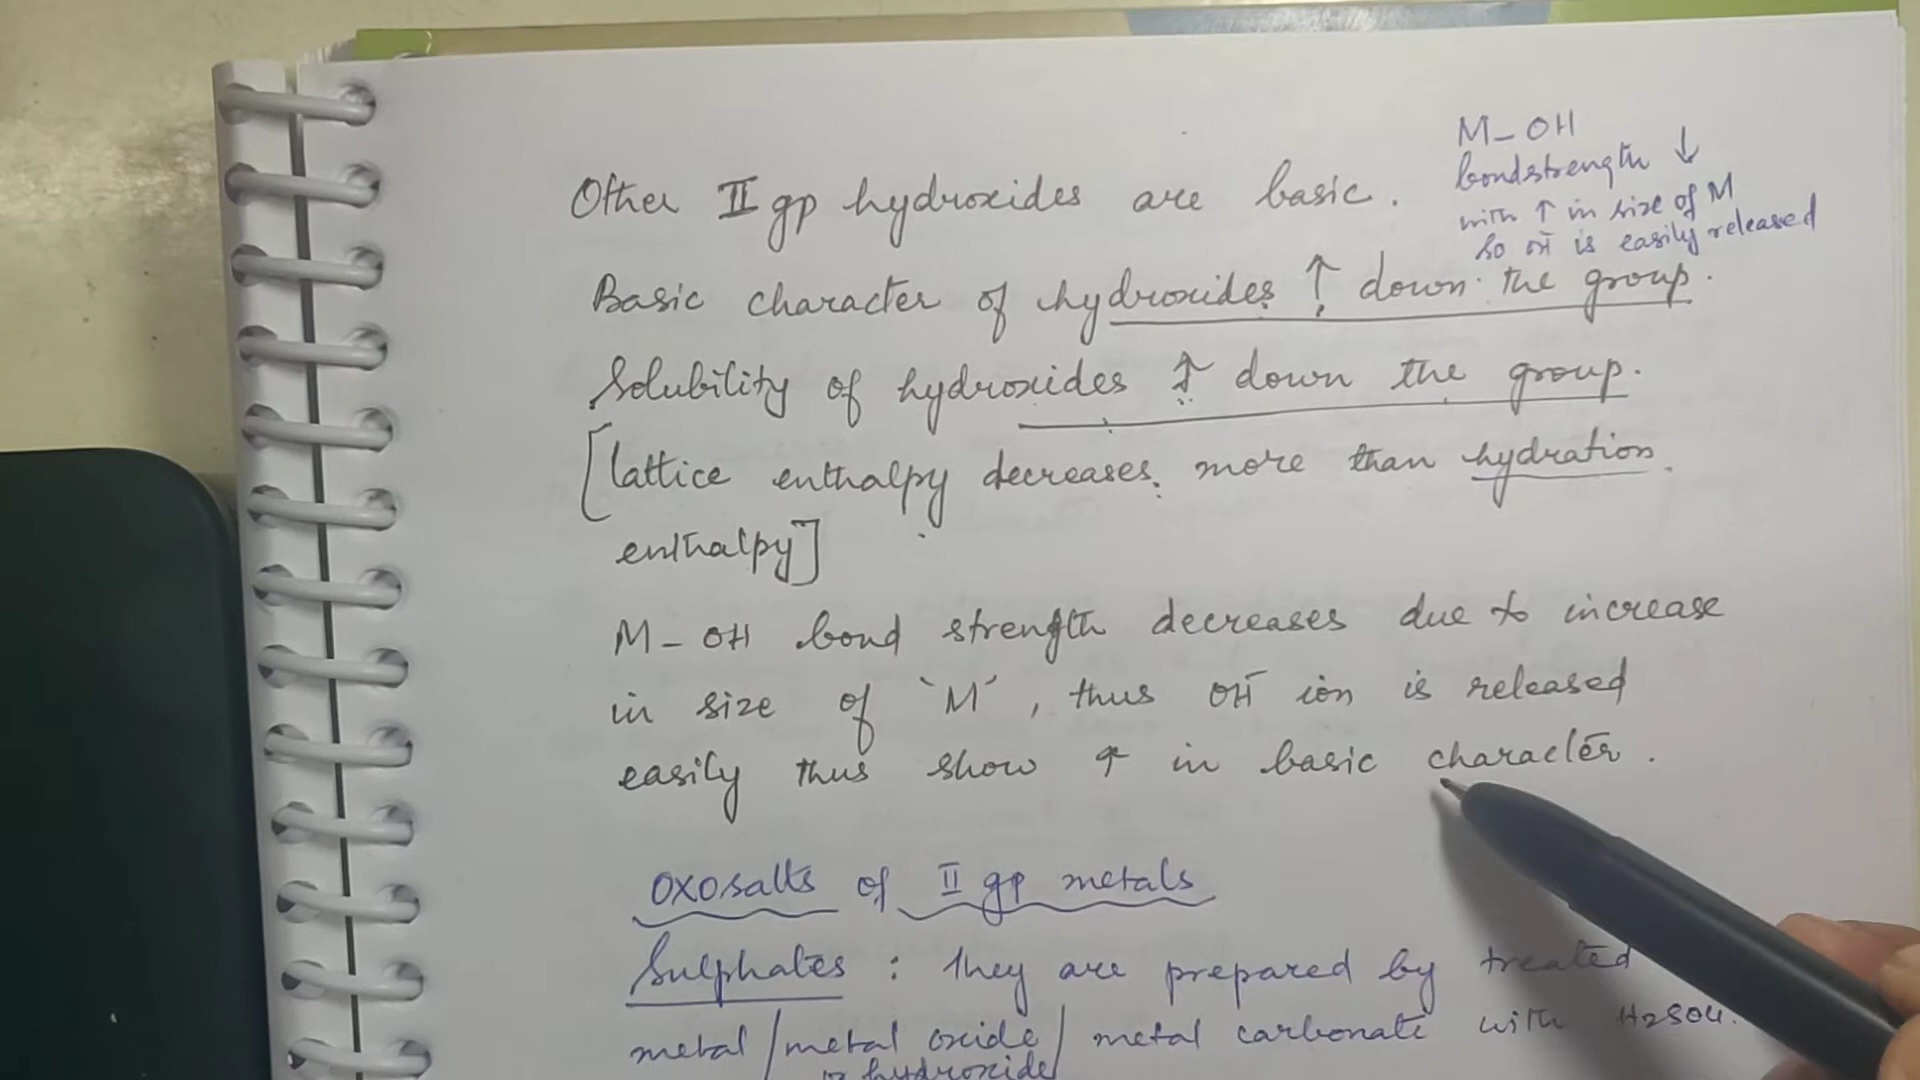 M-OH
bondstrength ↓
with ↑ in size of M
so OH⁻ is easily released
Other II gp hydroxides are basic.
Basic character of hydroxides ↑ down the group.
Solubility of hydroxides ↑ down the group.
[lattice enthalpy decreases more than hydration
enthalpy]
M-OH bond strength decreases due to increase
in size of `M´, thus OH⁻ ion is released
easily thus show ↑ in basic character.
Oxosalts of II gp metals
Sulphates : they are prepared by treated
metal/metal oxide/metal carbonate with H2SO4.
or hydroxide